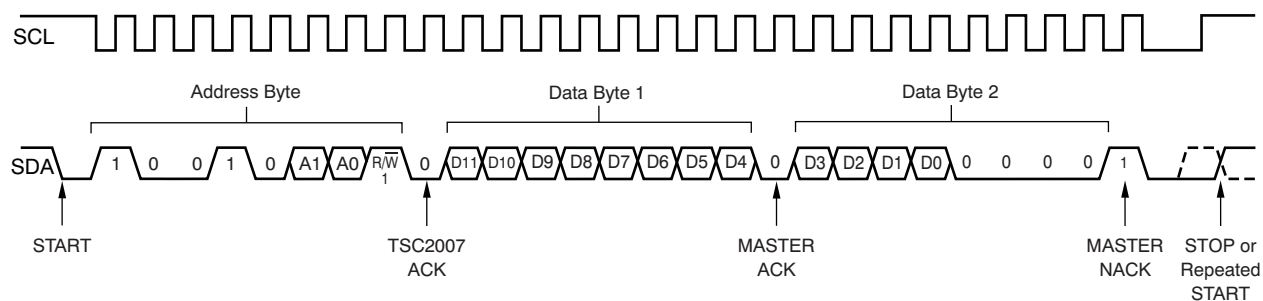 SCL
Address Byte Data Byte 1 Data Byte 2
SDA 1 0 0 1 0 A1 A0 R/W̅ 1 0 D11 D10 D9 D8 D7 D6 D5 D4 0 D3 D2 D1 D0 0 0 0 0 1
START
TSC2007
ACK
MASTER
ACK
MASTER
NACK
STOP or
Repeated
START